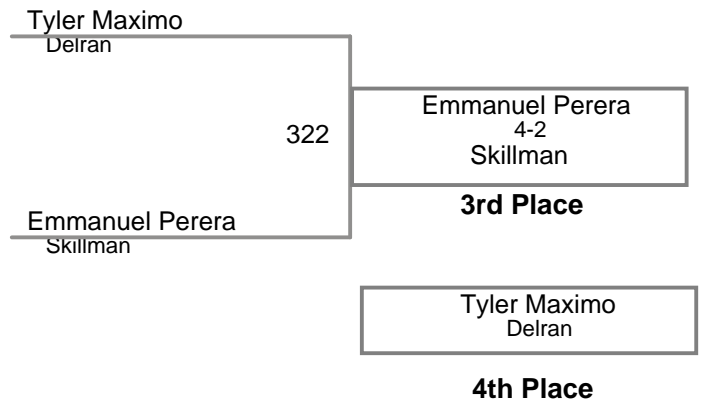 Tyler Maximo
Delran
322
Emmanuel Perera
4-2
Skillman
3rd Place
Emmanuel Perera
Skillman
Tyler Maximo
Delran
4th Place